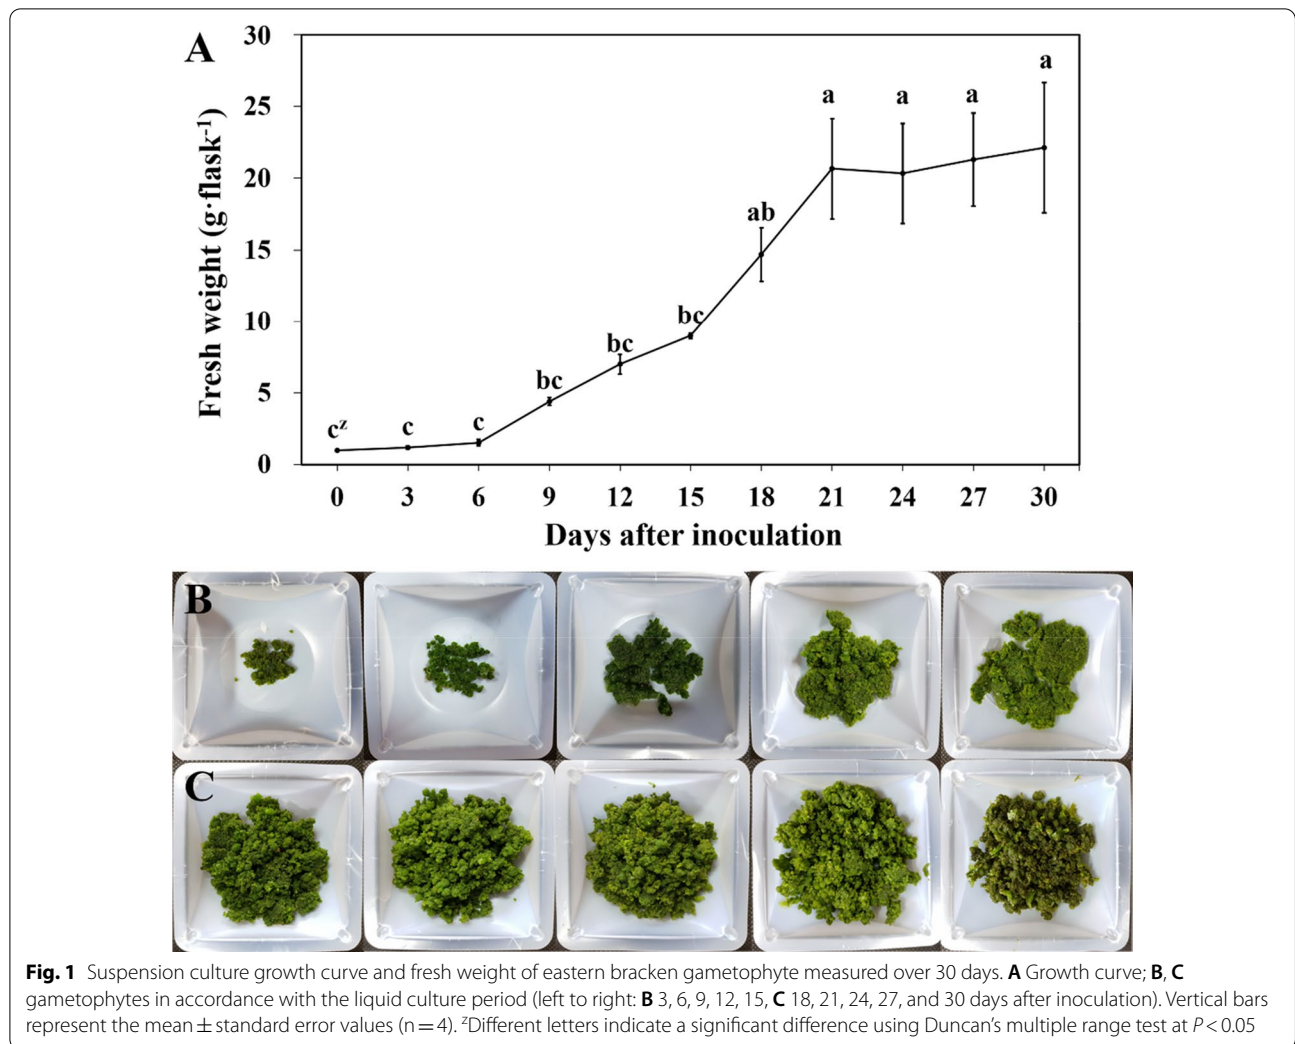 A
30
25
20
15
10
5
0
Fresh weight (g·flask⁻¹)
cᶻ
c
c
bc
bc
bc
ab
a
a
a
a
0 3 6 9 12 15 18 21 24 27 30
Days after inoculation
B
C
Fig. 1 Suspension culture growth curve and fresh weight of eastern bracken gametophyte measured over 30 days. A Growth curve; B, C
gametophytes in accordance with the liquid culture period (left to right: B 3, 6, 9, 12, 15, C 18, 21, 24, 27, and 30 days after inoculation). Vertical bars
represent the mean ± standard error values (n = 4). ᶻDifferent letters indicate a significant difference using Duncan's multiple range test at P < 0.05